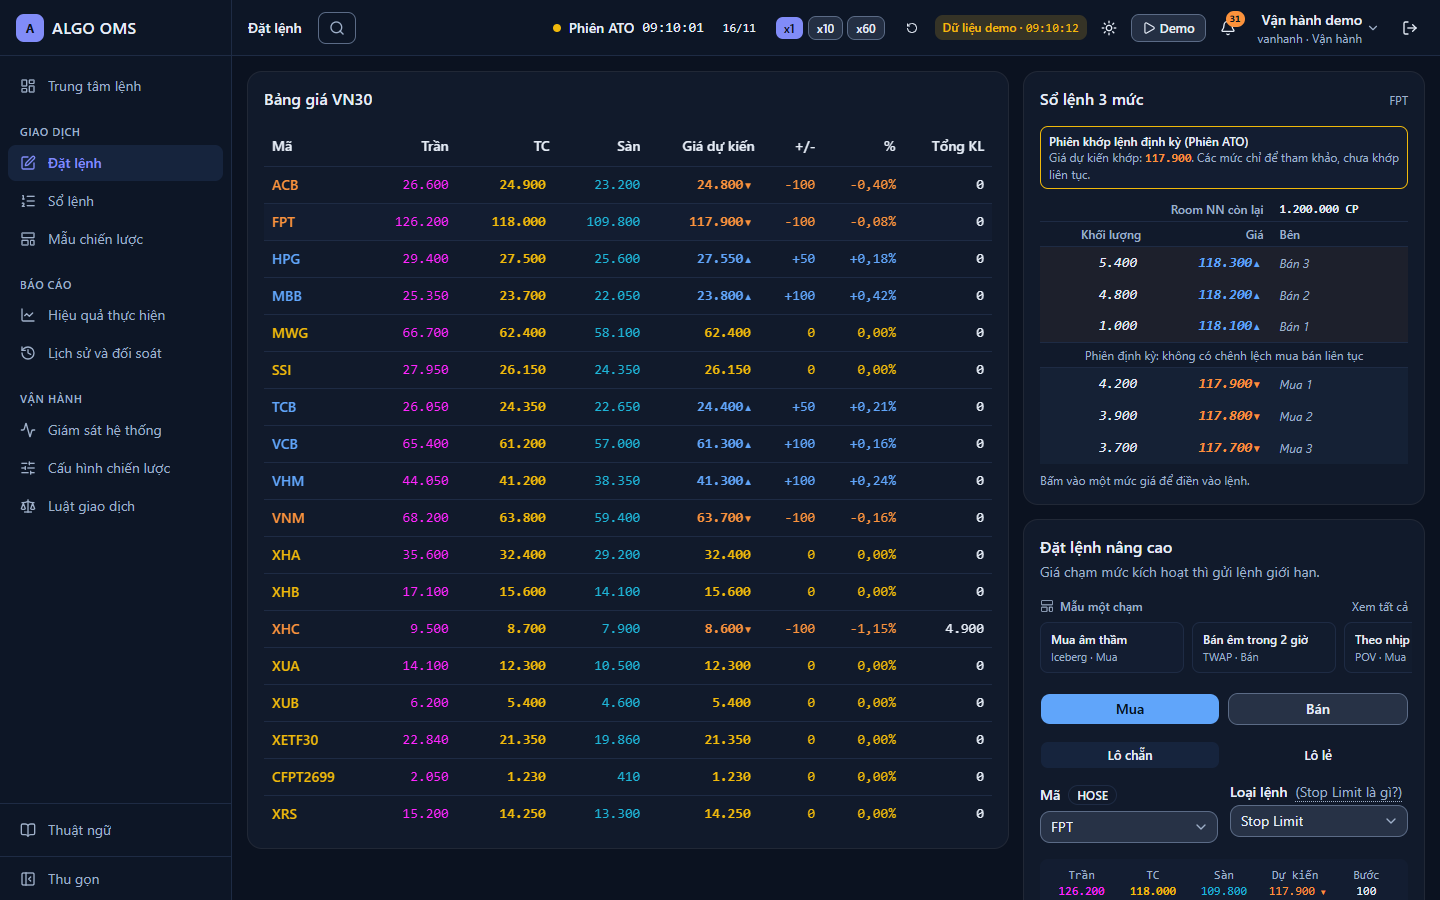 A ALGO OMS
Trung tâm lệnh
GIAO DỊCH
Đặt lệnh
Sổ lệnh
Mẫu chiến lược
BÁO CÁO
Hiệu quả thực hiện
Lịch sử và đối soát
VẬN HÀNH
Giám sát hệ thống
Cấu hình chiến lược
Luật giao dịch
Thuật ngữ
Thu gọn
Đặt lệnh
Phiên ATO 09:10:01 16/11 x1 x10 x60
Dữ liệu demo · 09:10:12
Demo
31
Vận hành demo
vanhanh · Vận hành
Bảng giá VN30
Mã Trần TC Sàn Giá dự kiến +/- % Tổng KL
ACB 26.600 24.900 23.200 24.800▼ -100 -0,40% 0
FPT 126.200 118.000 109.800 117.900▼ -100 -0,08% 0
HPG 29.400 27.500 25.600 27.550▲ +50 +0,18% 0
MBB 25.350 23.700 22.050 23.800▲ +100 +0,42% 0
MWG 66.700 62.400 58.100 62.400 0 0,00% 0
SSI 27.950 26.150 24.350 26.150 0 0,00% 0
TCB 26.050 24.350 22.650 24.400▲ +50 +0,21% 0
VCB 65.400 61.200 57.000 61.300▲ +100 +0,16% 0
VHM 44.050 41.200 38.350 41.300▲ +100 +0,24% 0
VNM 68.200 63.800 59.400 63.700▼ -100 -0,16% 0
XHA 35.600 32.400 29.200 32.400 0 0,00% 0
XHB 17.100 15.600 14.100 15.600 0 0,00% 0
XHC 9.500 8.700 7.900 8.600▼ -100 -1,15% 4.900
XUA 14.100 12.300 10.500 12.300 0 0,00% 0
XUB 6.200 5.400 4.600 5.400 0 0,00% 0
XETF30 22.840 21.350 19.860 21.350 0 0,00% 0
CFPT2699 2.050 1.230 410 1.230 0 0,00% 0
XRS 15.200 14.250 13.300 14.250 0 0,00% 0
Sổ lệnh 3 mức FPT
Phiên khớp lệnh định kỳ (Phiên ATO)
Giá dự kiến khớp: 117.900. Các mức chỉ để tham khảo, chưa khớp
liên tục.
Room NN còn lại 1.200.000 CP
Khối lượng Giá Bên
5.400 118.300▲ Bán 3
4.800 118.200▲ Bán 2
1.000 118.100▲ Bán 1
Phiên định kỳ: không có chênh lệch mua bán liên tục
4.200 117.900▼ Mua 1
3.900 117.800▼ Mua 2
3.700 117.700▼ Mua 3
Bấm vào một mức giá để điền vào lệnh.
Đặt lệnh nâng cao
Giá chạm mức kích hoạt thì gửi lệnh giới hạn.
Mẫu một chạm Xem tất cả
Mua âm thầm
Iceberg · Mua
Bán êm trong 2 giờ
TWAP · Bán
Theo nhịp
POV · Mua
Mua Bán
Lô chẵn Lô lẻ
Mã HOSE
FPT
Loại lệnh (Stop Limit là gì?)
Stop Limit
Trần TC Sàn Dự kiến Bước
126.200 118.000 109.800 117.900 ▼ 100